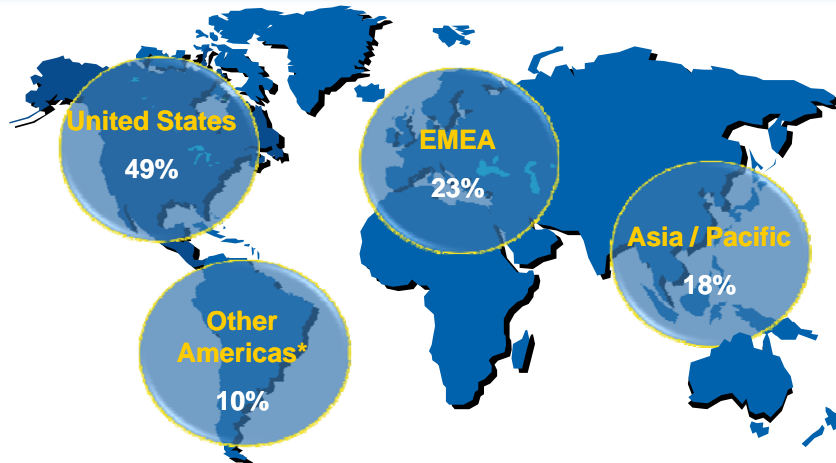 United States
49%
EMEA
23%
Asia / Pacific
18%
Other
Americas*
10%